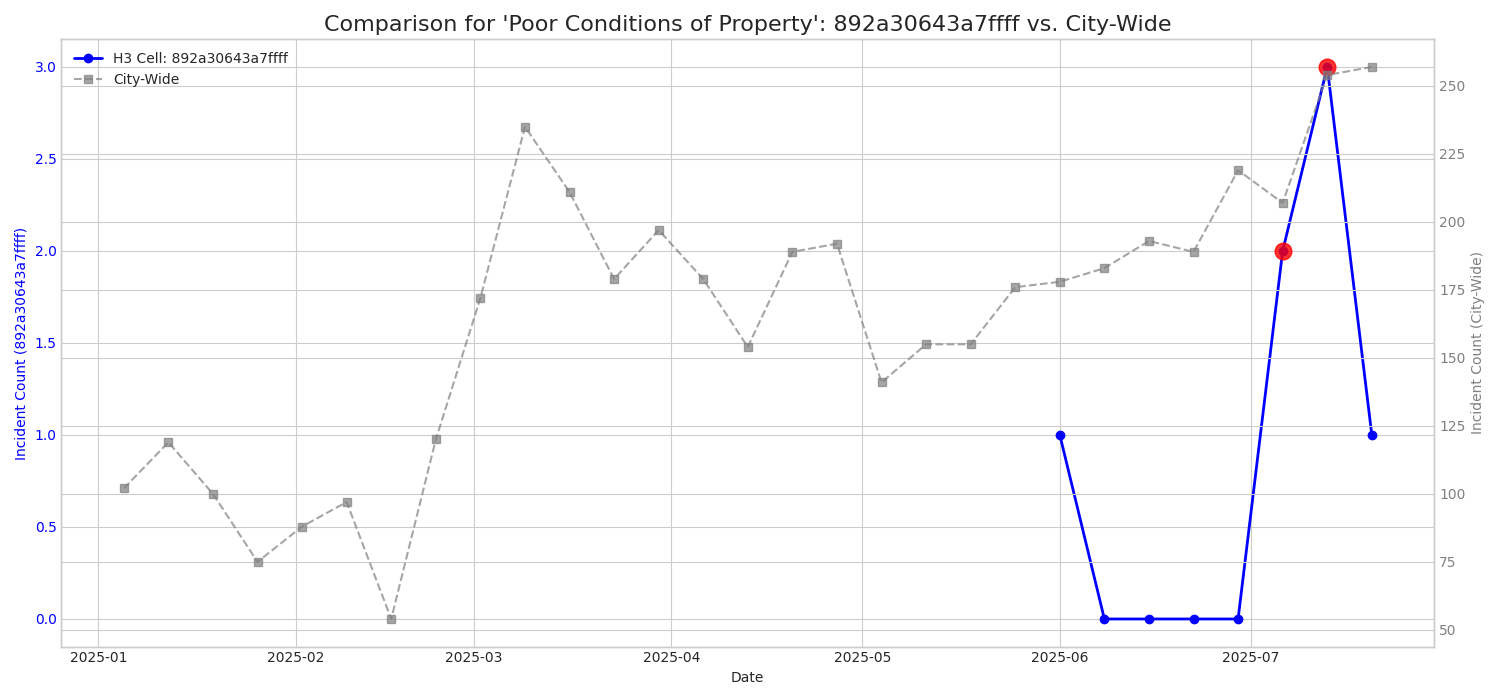 Comparison for 'Poor Conditions of Property': 892a30643a7ffff vs. City-Wide
H3 Cell: 892a30643a7ffff
City-Wide
Incident Count (892a30643a7ffff)
3.0
2.5
2.0
1.5
1.0
0.5
0.0
250
225
200
175
150
125
100
75
50
Incident Count (City-Wide)
2025-01 2025-02 2025-03 2025-04 2025-05 2025-06 2025-07
Date